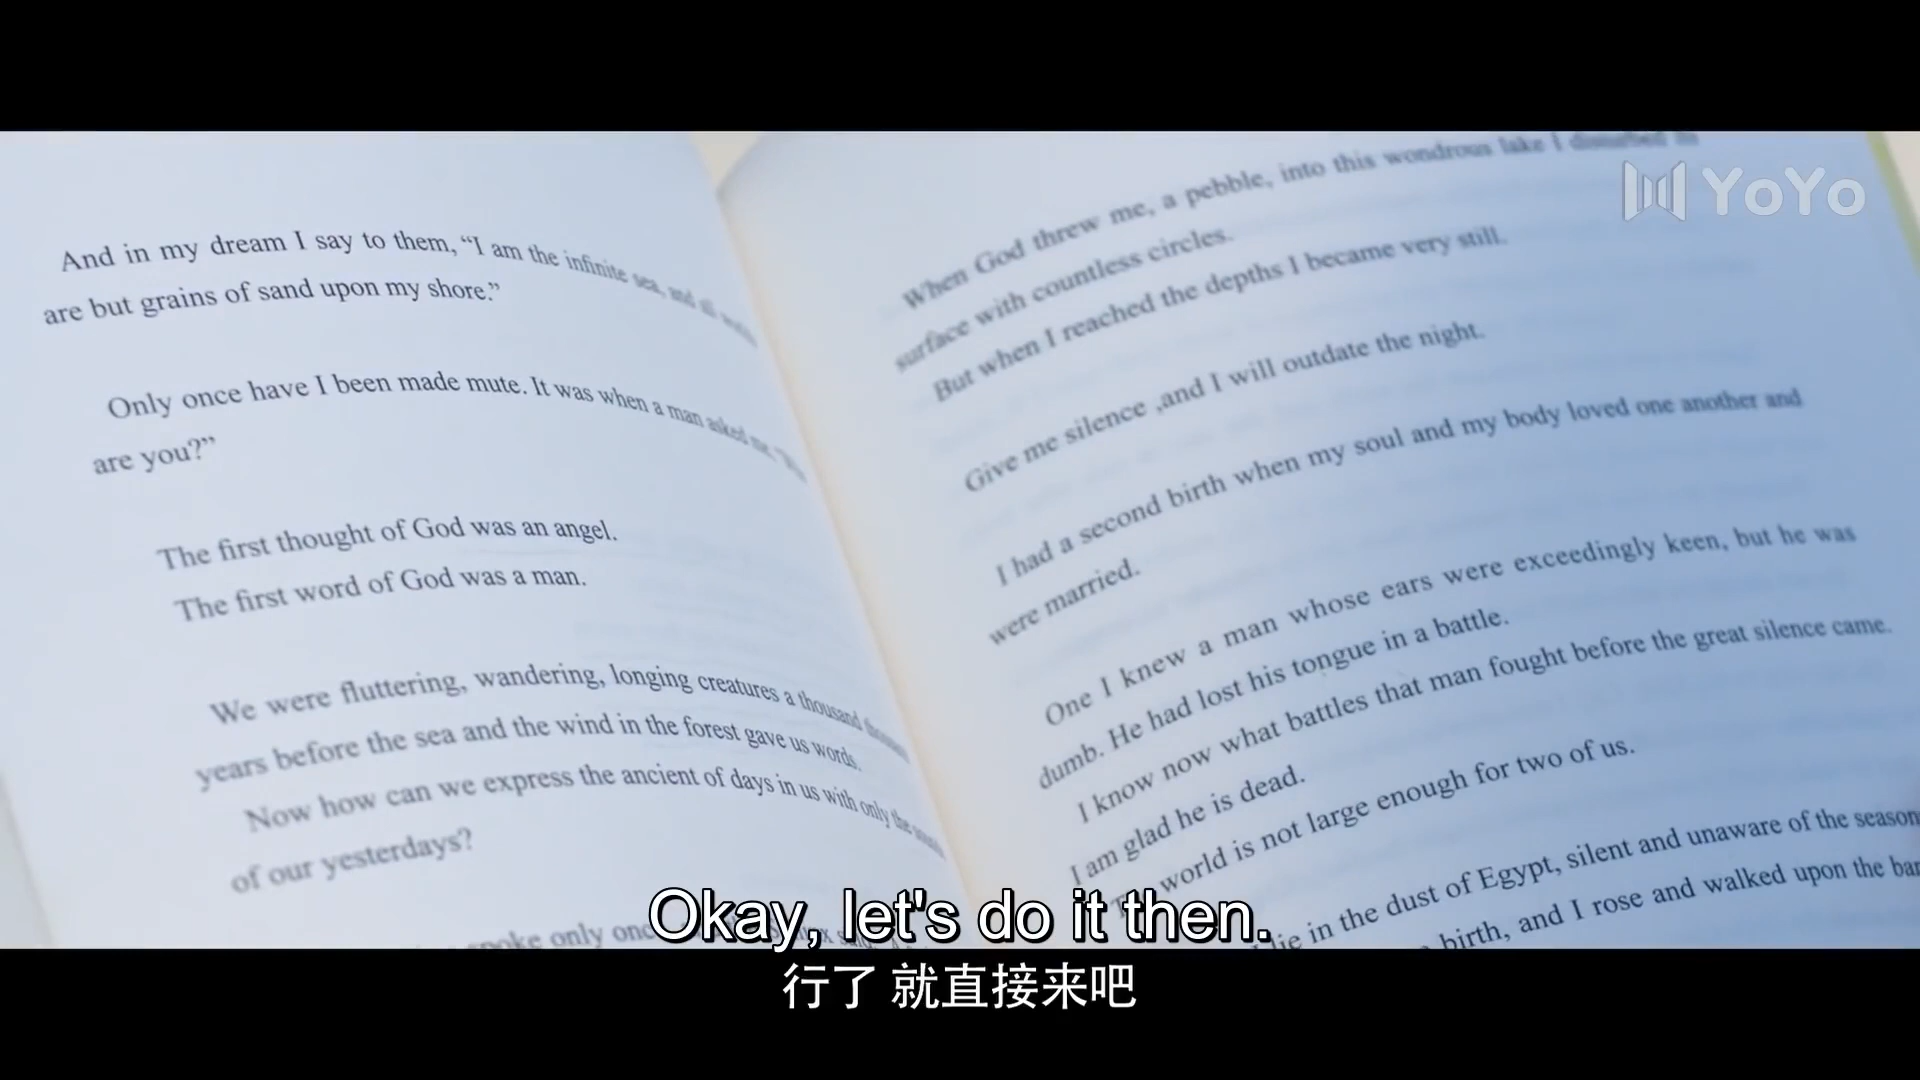 And in my dream I say to them, “I am the infinite sea, and all worlds
are but grains of sand upon my shore.”
Only once have I been made mute. It was when a man asked me, “Who
are you?”
The first thought of God was an angel.
The first word of God was a man.
We were fluttering, wandering, longing creatures a thousand thousand
years before the sea and the wind in the forest gave us words.
Now how can we express the ancient of days in us with only the
of our yesterdays?
spoke only
When God threw me, a pebble, into this wondrous lake I disturbed its
surface with countless circles.
But when I reached the depths I became very still.
Give me silence ,and I will outdate the night.
I had a second birth when my soul and my body loved one another and
were married.
One I knew a man whose ears were exceedingly keen, but he was
dumb. He had lost his tongue in a battle.
I know now what battles that man fought before the great silence came.
I am glad he is dead.
world is not large enough for two of us.
lie in the dust of Egypt, silent and unaware of the season
birth, and I rose and walked upon the
YoYo
Okay, let's do it then.
行了 就直接来吧